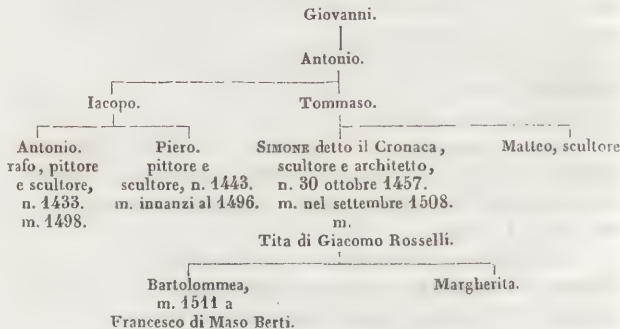 Giovanni.
Antonio.
Iacopo. Tommaso.
Antonio. Piero. SIMONE detto il Cronaca, Matteo, scultore
rafo, pittore pittore e scultore e architetto,
e scultore, scultore, n. 1443. n. 30 ottobre 1457.
n. 1433. m. innanzi al 1496. m. nel settembre 1508.
m. 1498. m.
Tita di Giacomo Rosselli.
Bartolommea, Margherita.
m. 1511 a
Francesco di Maso Berti.